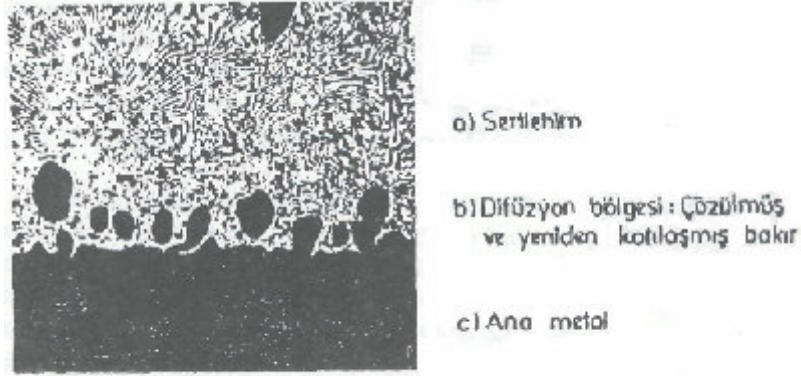 a) Sertlehim
b) Difüzyon bölgesi: Çözülmüş
ve yeniden katılaşmış bakır
c) Ana metal